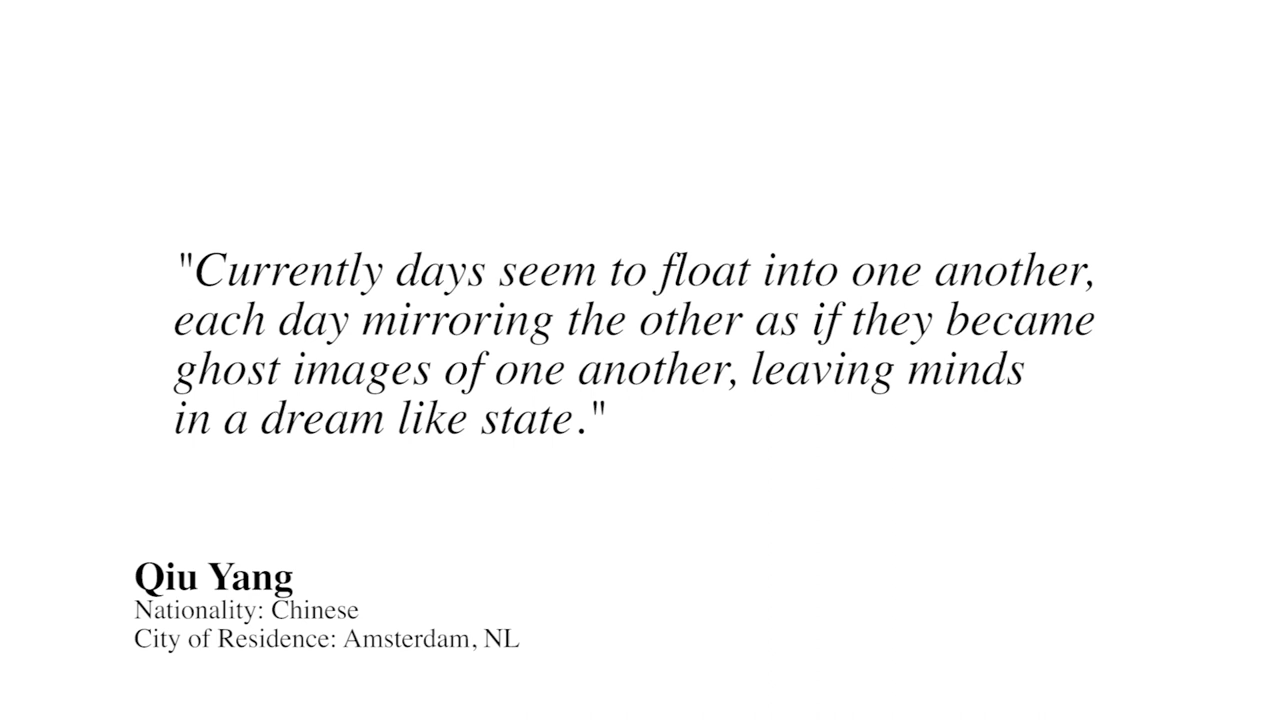 "Currently days seem to float into one another,
each day mirroring the other as if they became
ghost images of one another, leaving minds
in a dream like state."
Qiu Yang
Nationality: Chinese
City of Residence: Amsterdam, NL